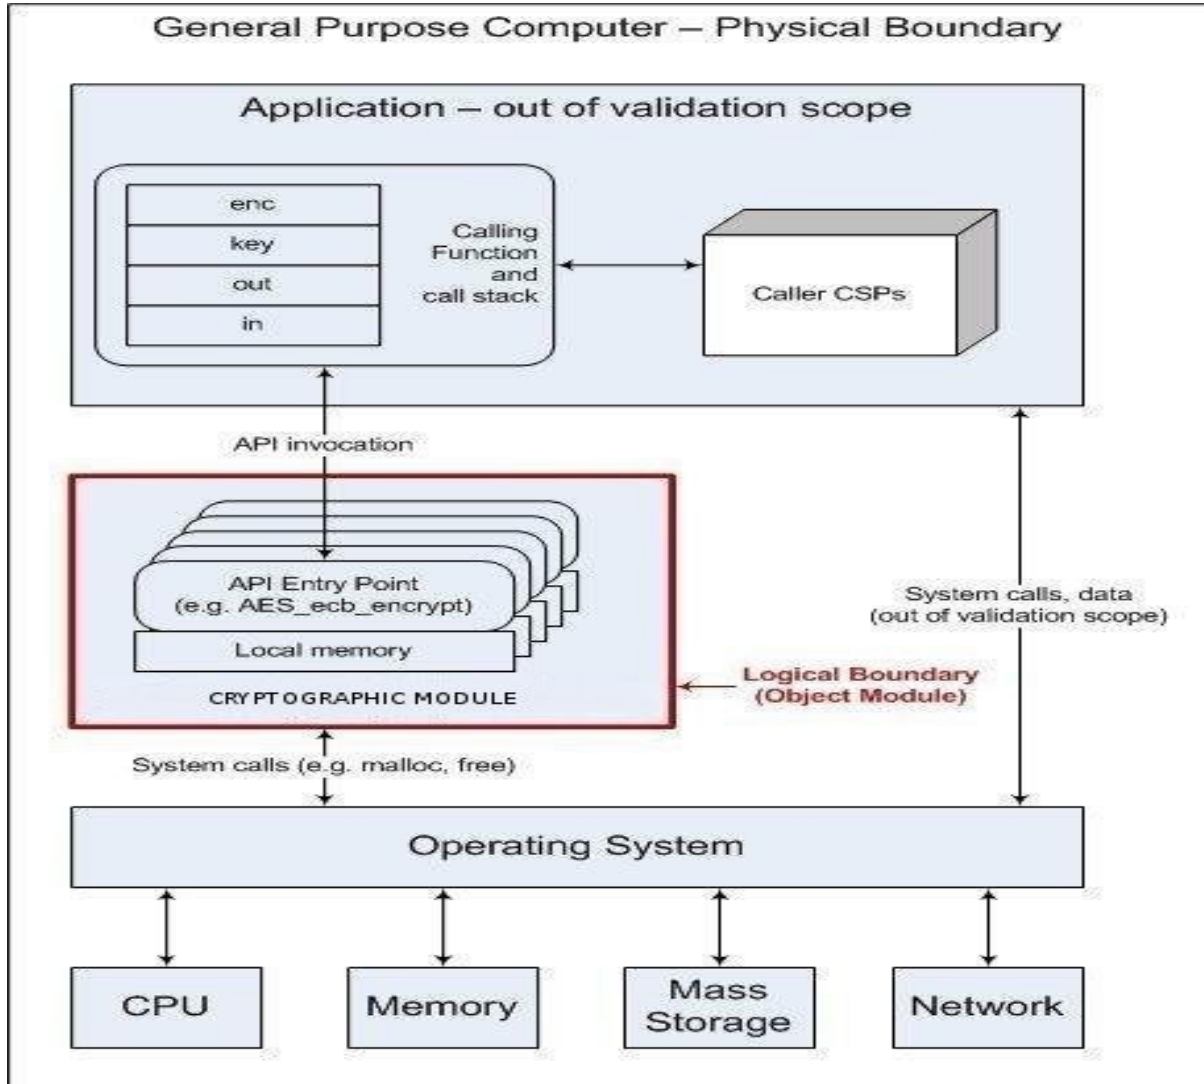 General Purpose Computer – Physical Boundary
Application – out of validation scope
enc
key
out
in
Calling
Function
and
call stack
Caller CSPs
API invocation
API Entry Point
(e.g. AES_ecb_encrypt)
Local memory
CRYPTOGRAPHIC MODULE
System calls, data
(out of validation scope)
Logical Boundary
(Object Module)
System calls (e.g. malloc, free)
Operating System
CPU
Memory
Mass
Storage
Network